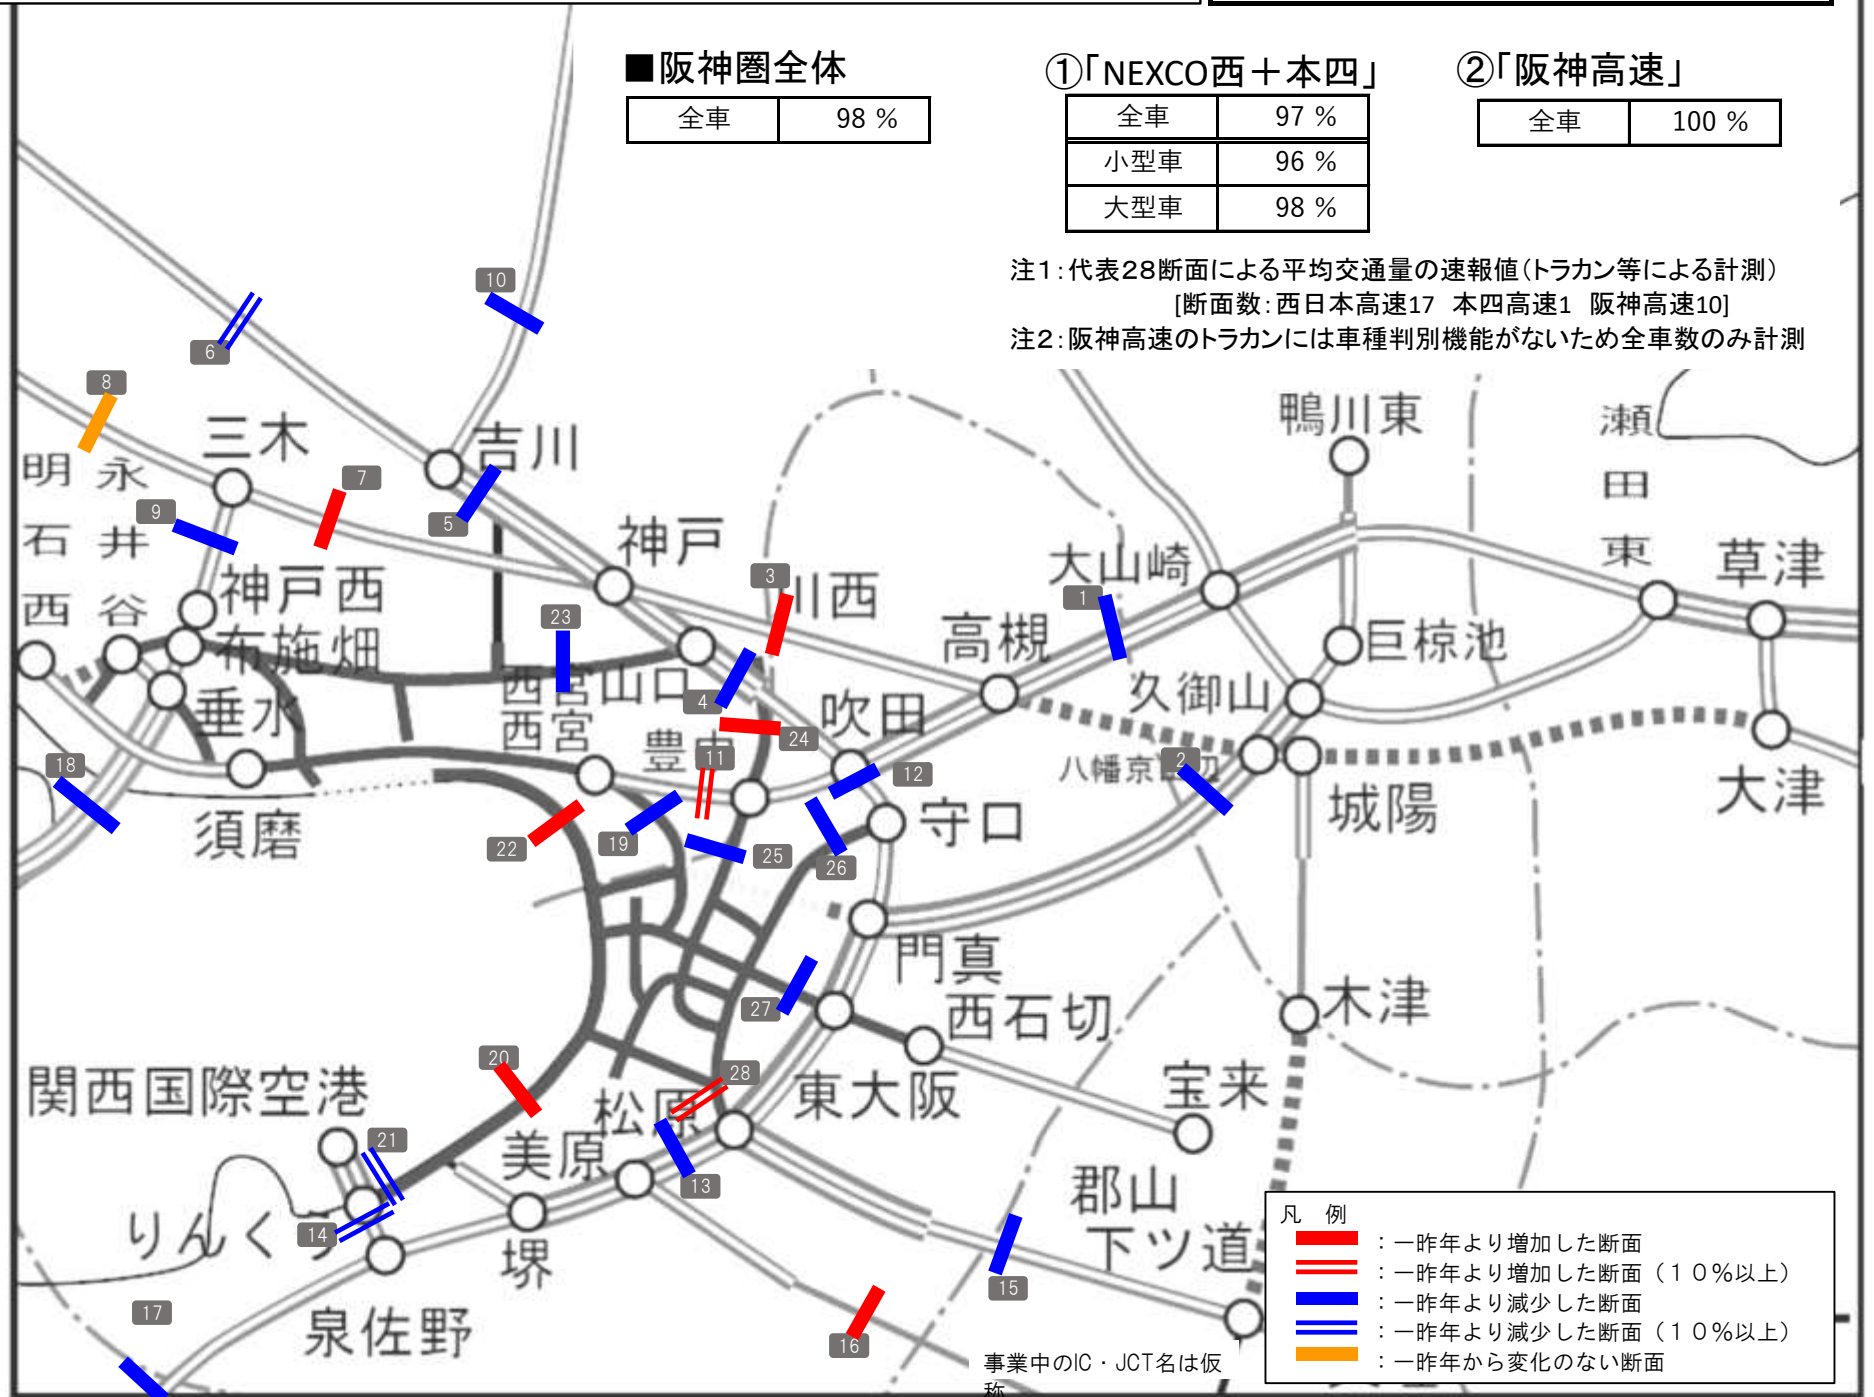 ■阪神圏全体
全車 98 %
①「NEXCO西＋本四」
全車 97 %
小型車 96 %
大型車 98 %
②「阪神高速」
全車 100 %
注1：代表28断面による平均交通量の速報値（トラカン等による計測）
[断面数：西日本高速17 本四高速1 阪神高速10]
注2：阪神高速のトラカンには車種判別機能がないため全車数のみ計測
10
6
8
三木
吉川
鴨川東
瀬田東
明石西
永井谷
7
9
5
神戸
大山崎
草津
神戸西
3
川西
1
23
高槻
巨椋池
布施畑
西宮山口
4
久御山
垂水
西宮
吹田
24
豊中
11
12
八幡京田辺
2
18
大津
城陽
須磨
守口
22
19
25
26
門真
27
西石切
木津
20
28
関西国際空港
松原
東大阪
宝来
21
美原
13
郡山
下ツ道
りんくう
14
堺
15
17
泉佐野
16
事業中のIC・JCT名は仮
称
凡 例
：一昨年より増加した断面
：一昨年より増加した断面（１０％以上）
：一昨年より減少した断面
：一昨年より減少した断面（１０％以上）
：一昨年から変化のない断面